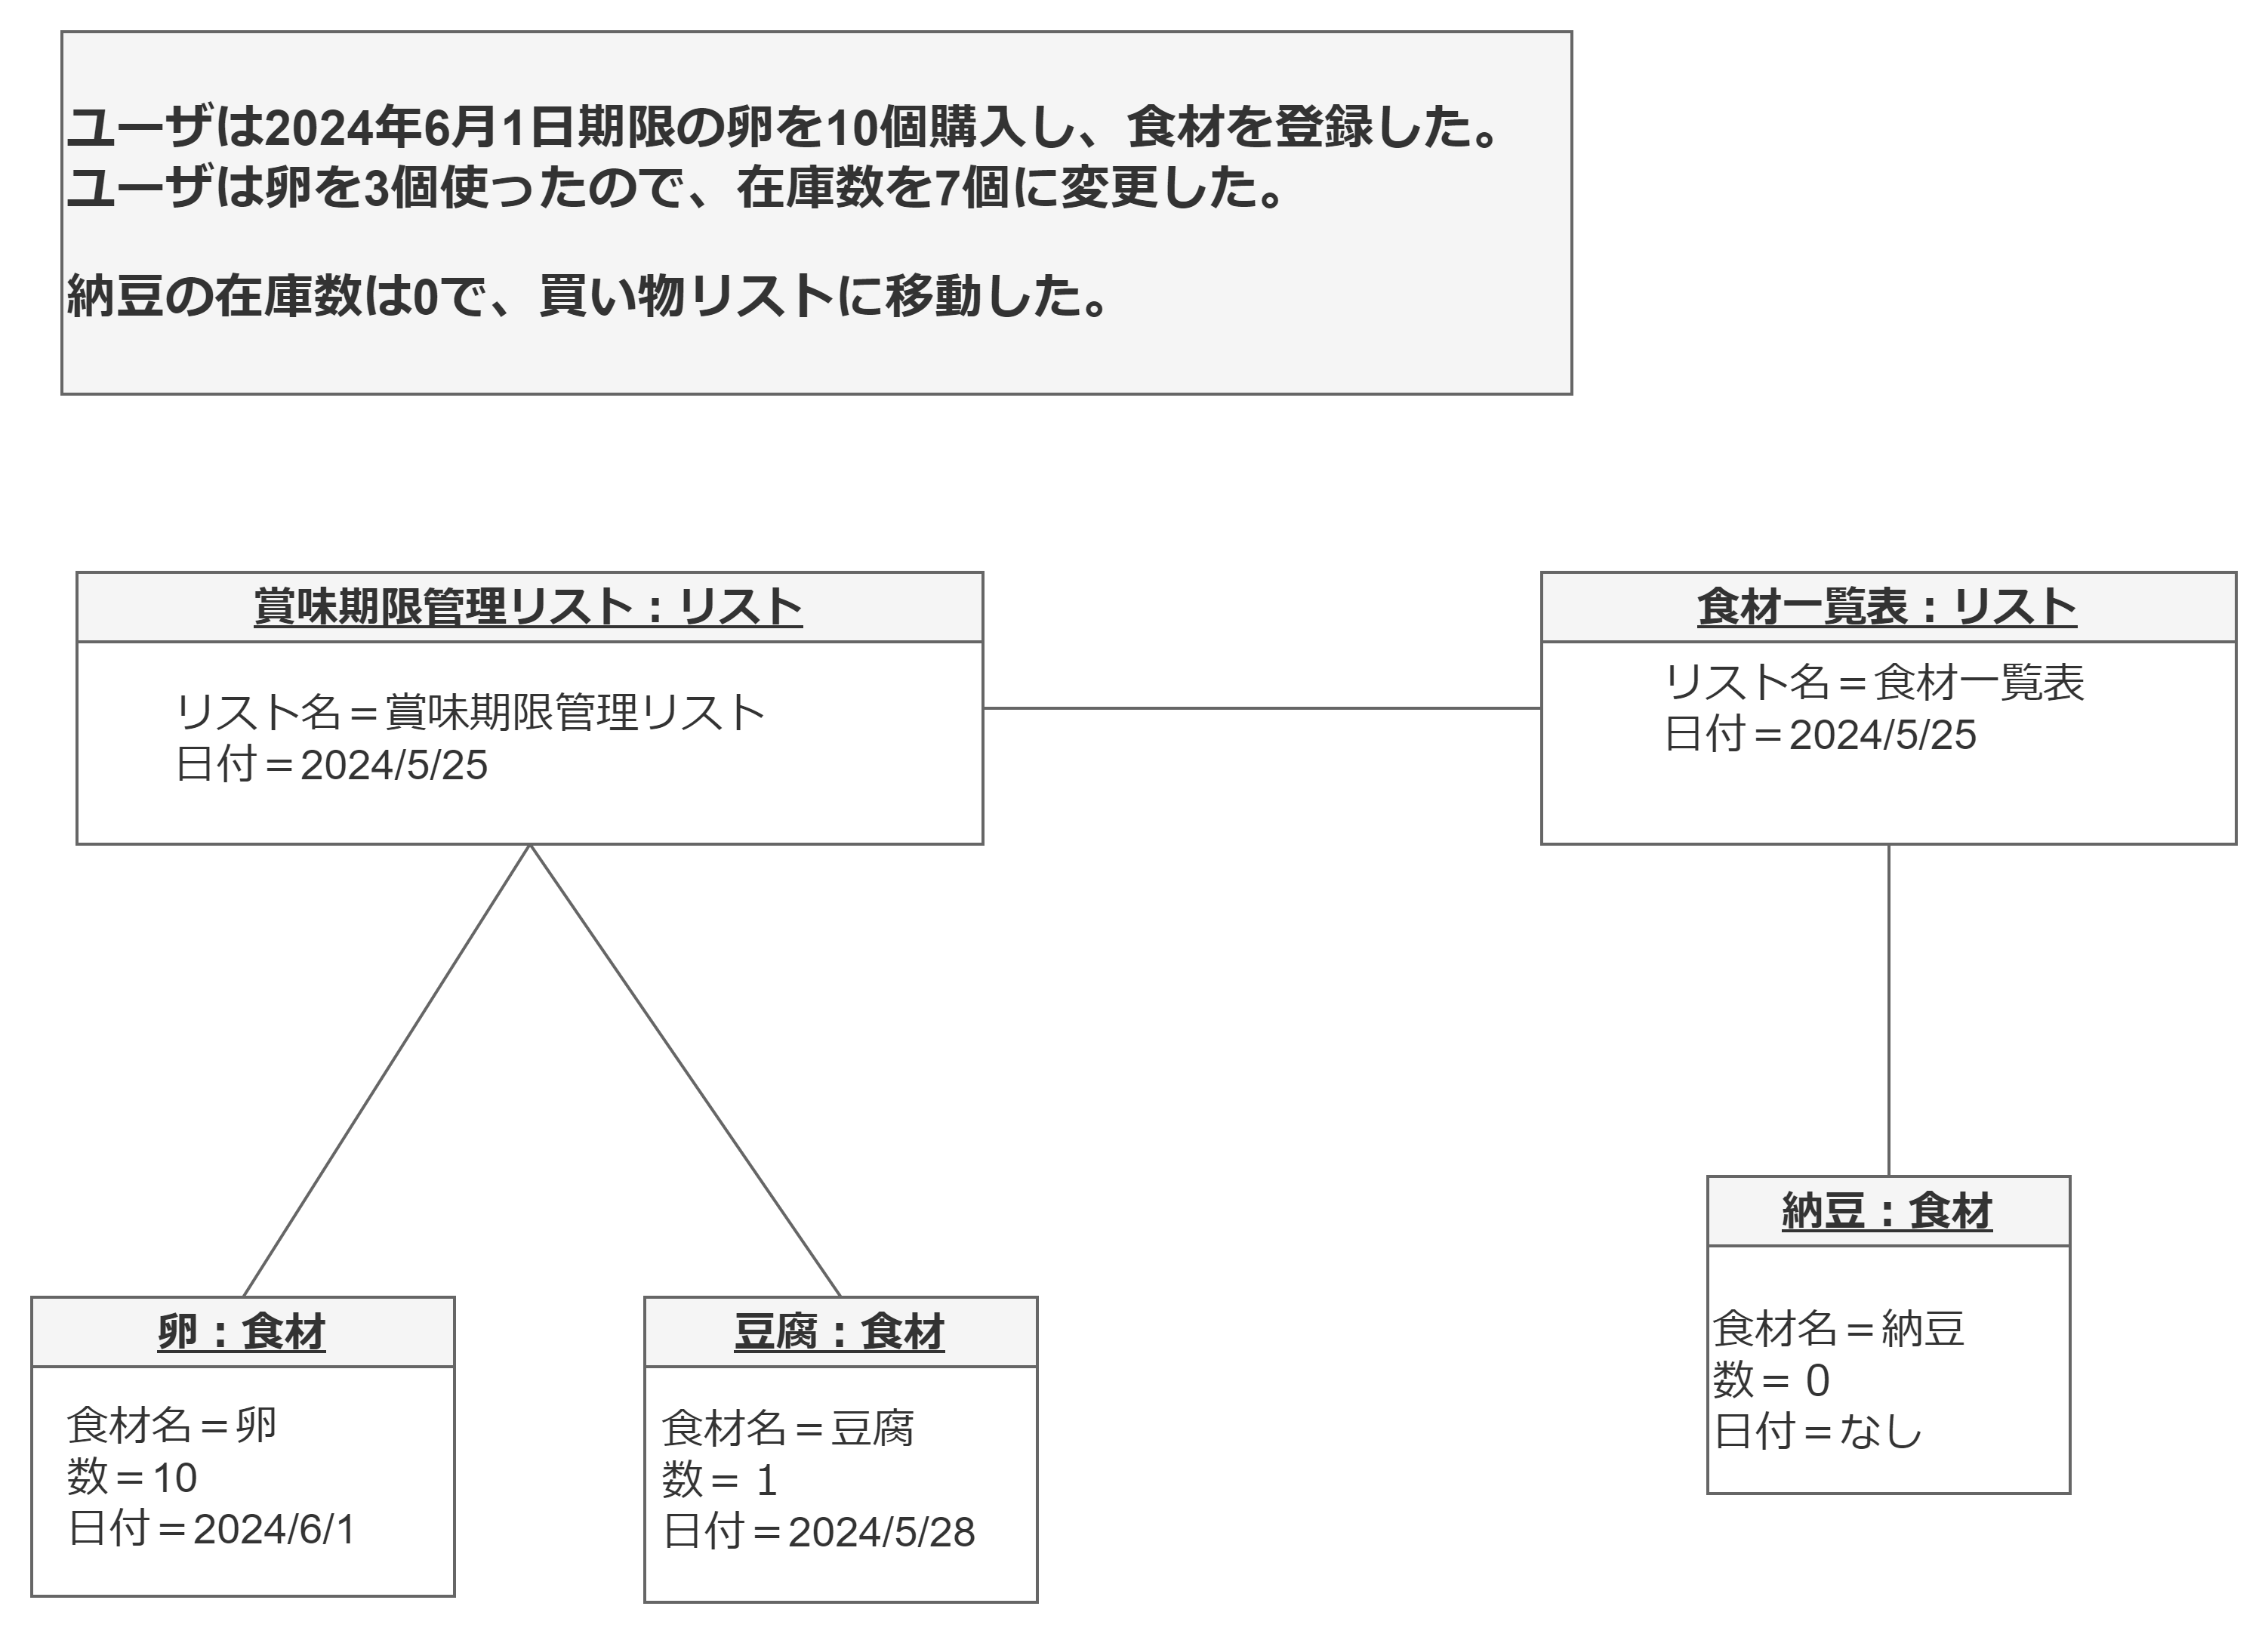 ユーザは2024年6月1日期限の卵を10個購入し、食材を登録した。
ユーザは卵を3個使ったので、在庫数を7個に変更した。
納豆の在庫数は0で、買い物リストに移動した。
賞味期限管理リスト：リスト
リスト名＝賞味期限管理リスト
日付＝2024/5/25
食材一覧表：リスト
リスト名＝食材一覧表
日付＝2024/5/25
卵：食材
食材名＝卵
数＝10
日付＝2024/6/1
豆腐：食材
食材名＝豆腐
数＝１
日付＝2024/5/28
納豆：食材
食材名＝納豆
数＝０
日付＝なし